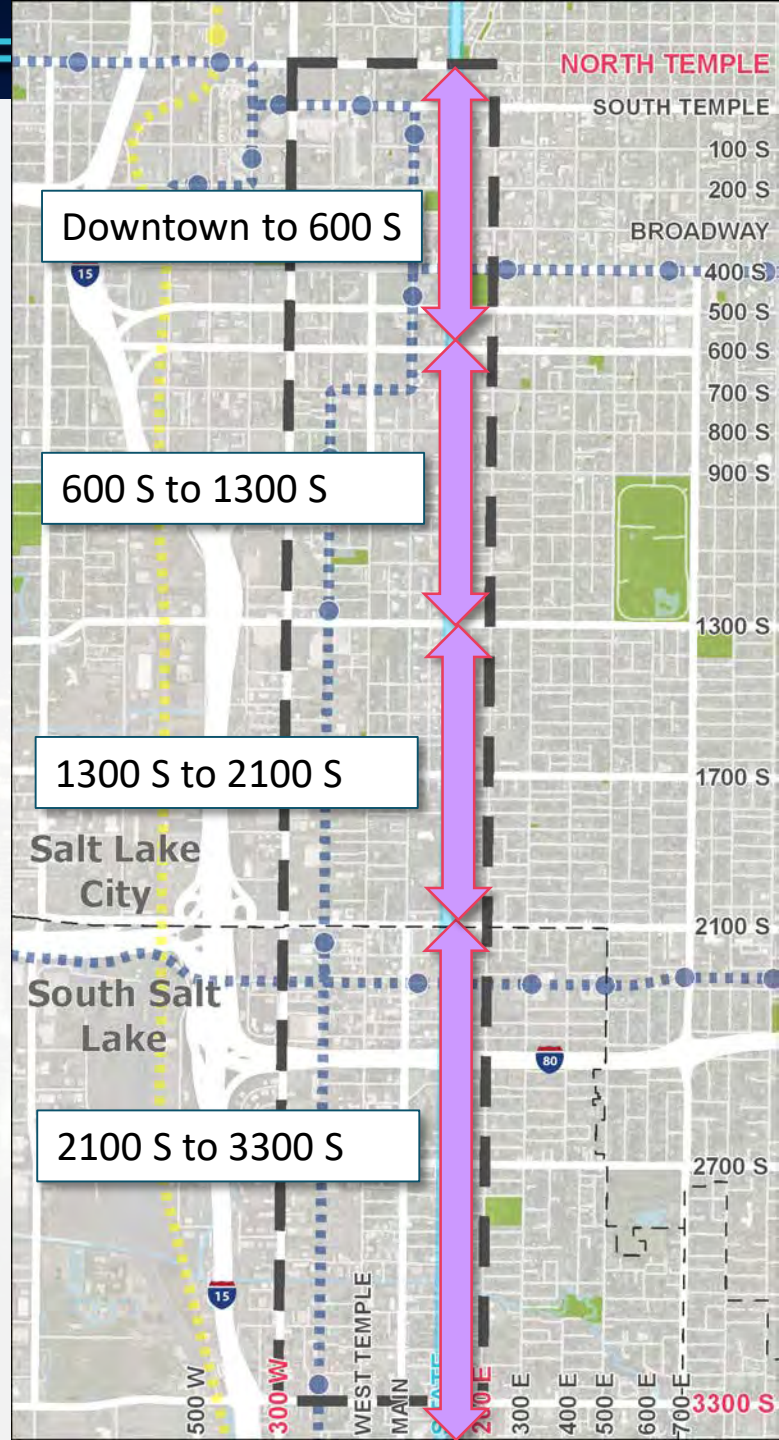 NORTH TEMPLE
SOUTH TEMPLE
100 S
200 S
Downtown to 600 S
BROADWAY
15
400 S
500 S
600 S
700 S
800 S
900 S
600 S to 1300 S
1300 S
1300 S to 2100 S
1700 S
Salt Lake
City
2100 S
South Salt
Lake
80
2100 S to 3300 S
2700 S
15
500 W
300 W
WEST TEMPLE
MAIN
STATE
200 E
300 E
400 E
500 E
600 E
700 E
3300 S